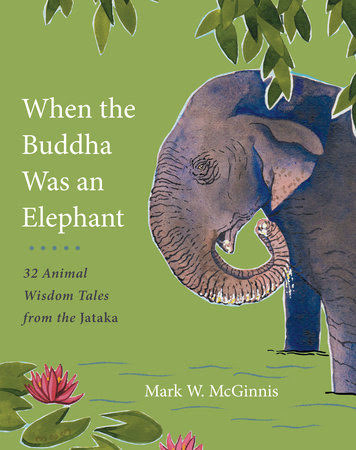 When the
Buddha
Was an
Elephant
32 Animal
Wisdom Tales
from the Jataka
Mark W. McGinnis